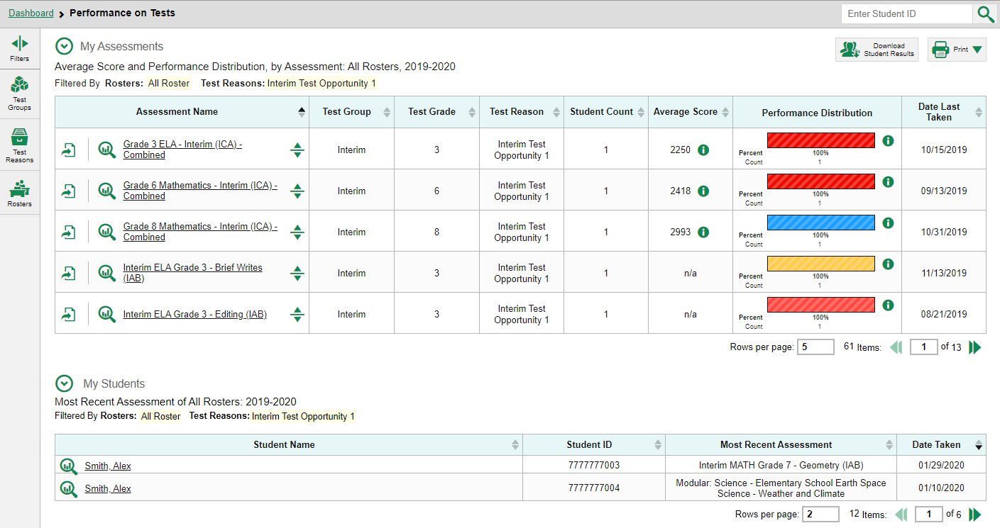 Dashboard Performance on Tests
Enter Student ID
Filters
Test
Groups
Test
Reasons
Rosters
My Assessments
Download
Student Results
Print
Average Score and Performance Distribution, by Assessment: All Rosters, 2019-2020
Filtered By Rosters: All Roster Test Reasons: Interim Test Opportunity 1
Assessment Name Test Group Test Grade Test Reason Student Count Average Score Performance Distribution Date Last
Taken
Grade 3 ELA - Interim (ICA) -
Combined
Interim 3 Interim Test
Opportunity 1
1 2250
Percent 100%
Count 1
10/15/2019
Grade 6 Mathematics - Interim (ICA) -
Combined
Interim 6 Interim Test
Opportunity 1
1 2418
Percent 100%
Count 1
09/13/2019
Grade 8 Mathematics - Interim (ICA) -
Combined
Interim 8 Interim Test
Opportunity 1
1 2993
Percent 100%
Count 1
10/31/2019
Interim ELA Grade 3 - Brief Writes
(IAB)
Interim 3 Interim Test
Opportunity 1
1 n/a
Percent 100%
Count 1
11/13/2019
Interim ELA Grade 3 - Editing (IAB)
Interim 3 Interim Test
Opportunity 1
1 n/a
Percent 100%
Count 1
08/21/2019
Rows per page: 5 61 Items: 1 of 13
My Students
Most Recent Assessment of All Rosters: 2019-2020
Filtered By Rosters: All Roster Test Reasons: Interim Test Opportunity 1
Student Name Student ID Most Recent Assessment Date Taken
Smith, Alex 7777777003 Interim MATH Grade 7 - Geometry (IAB) 01/29/2020
Smith, Alex 7777777004 Modular: Science - Elementary School Earth Space
Science - Weather and Climate
01/10/2020
Rows per page: 2 12 Items: 1 of 6